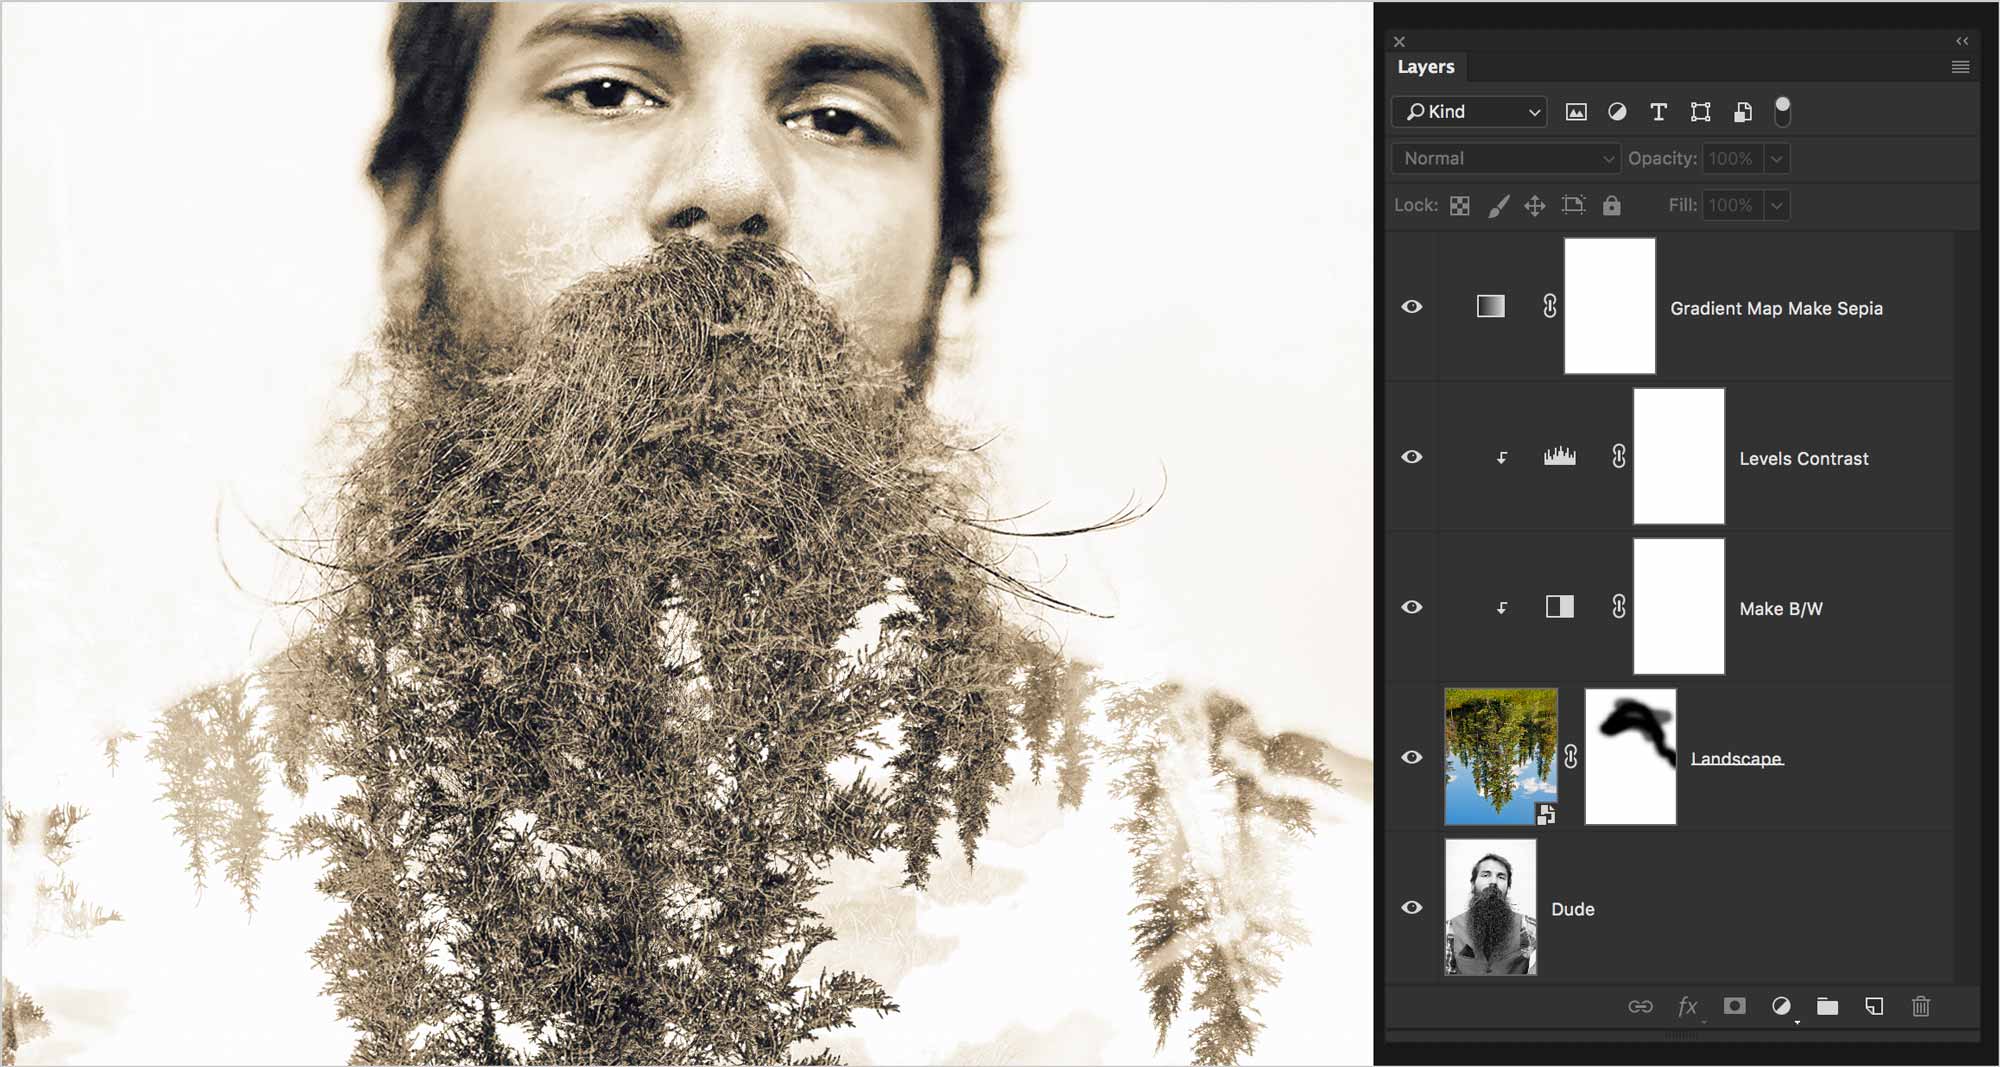 Layers
Kind
Normal Opacity: 100%
Lock: Fill: 100%
Gradient Map Make Sepia
Levels Contrast
Make B/W
Landscape
Dude
fx